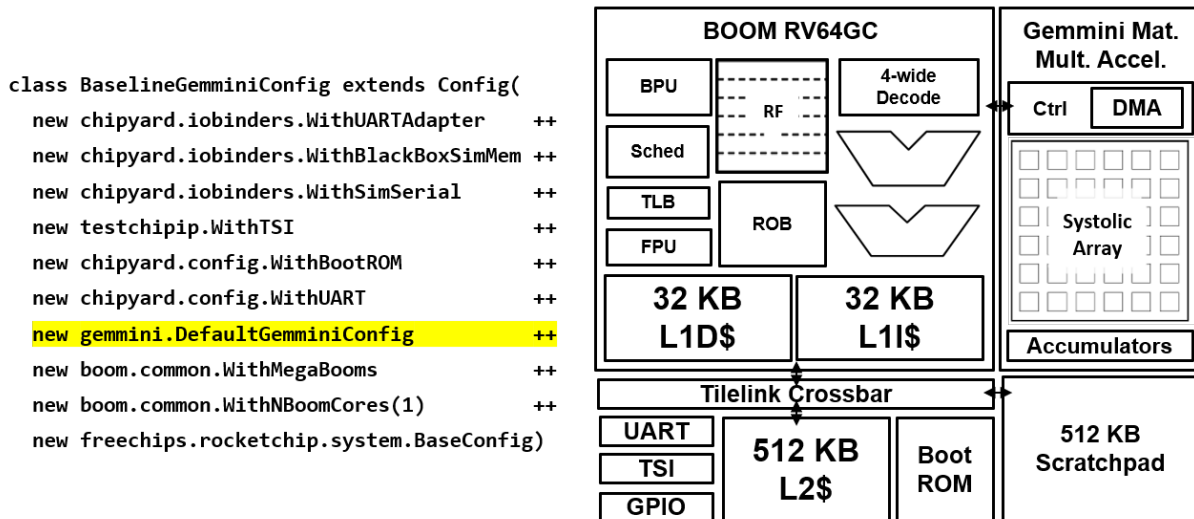 class BaselineGemminiConfig extends Config(
new chipyard.iobinders.WithUARTAdapter ++
new chipyard.iobinders.WithBlackBoxSimMem ++
new chipyard.iobinders.WithSimSerial ++
new testchipip.WithTSI ++
new chipyard.config.WithBootROM ++
new chipyard.config.WithUART ++
new gemmini.DefaultGemminiConfig ++
new boom.common.WithMegaBooms ++
new boom.common.WithNBoomCores(1) ++
new freechips.rocketchip.system.BaseConfig)
BOOM RV64GC
BPU
RF
4-wide
Decode
Sched
TLB
ROB
FPU
32 KB
L1D$
32 KB
L1I$
Gemmini Mat.
Mult. Accel.
Ctrl
DMA
Systolic
Array
Accumulators
Tilelink Crossbar
UART
TSI
GPIO
512 KB
L2$
Boot
ROM
512 KB
Scratchpad